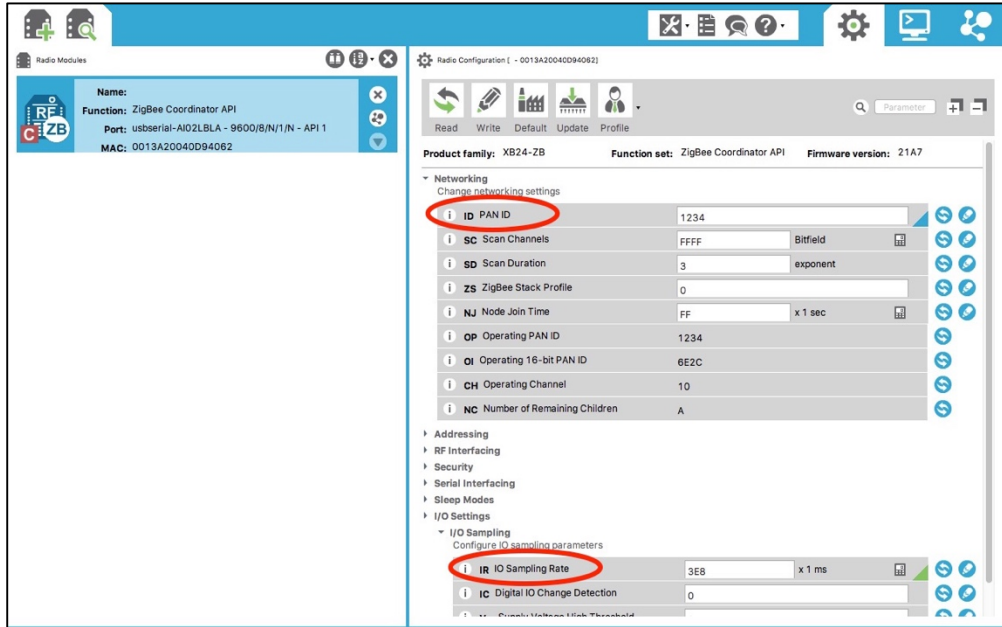 Radio Modules
Radio Configuration [ - 0013A20040D94062]
RF
C ZB
Name:
Function: ZigBee Coordinator API
Port: usbserial-AI02LBLA - 9600/8/N/1/N - API 1
MAC: 0013A20040D94062
Read Write Default Update Profile
Parameter
Product family: XB24-ZB Function set: ZigBee Coordinator API Firmware version: 21A7
Networking
Change networking settings
i ID PAN ID 1234
i SC Scan Channels FFFF Bitfield
i SD Scan Duration 3 exponent
i ZS ZigBee Stack Profile 0
i NJ Node Join Time FF x 1 sec
i OP Operating PAN ID 1234
i OI Operating 16-bit PAN ID 6E2C
i CH Operating Channel 10
i NC Number of Remaining Children A
Addressing
RF Interfacing
Security
Serial Interfacing
Sleep Modes
I/O Settings
I/O Sampling
Configure IO sampling parameters
i IR IO Sampling Rate 3E8 x 1 ms
i IC Digital IO Change Detection 0
Supply Voltage High Threshold